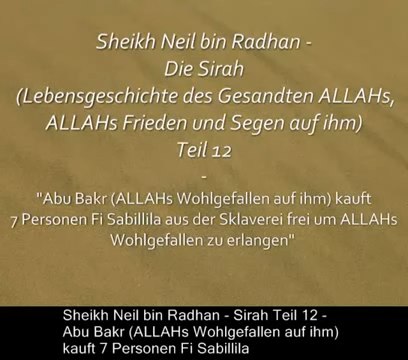 Sheikh Neil bin Radhan -
Die Sirah
(Lebensgeschichte des Gesandten ALLAHs,
ALLAHs Frieden und Segen auf ihm)
Teil 12
-
"Abu Bakr (ALLAHs Wohlgefallen auf ihm) kauft
7 Personen Fi Sabillila aus der Sklaverei frei um ALLAHs
Wohlgefallen zu erlangen"
Sheikh Neil bin Radhan - Sirah Teil 12 -
Abu Bakr (ALLAHs Wohlgefallen auf ihm)
kauft 7 Personen Fi Sabillila